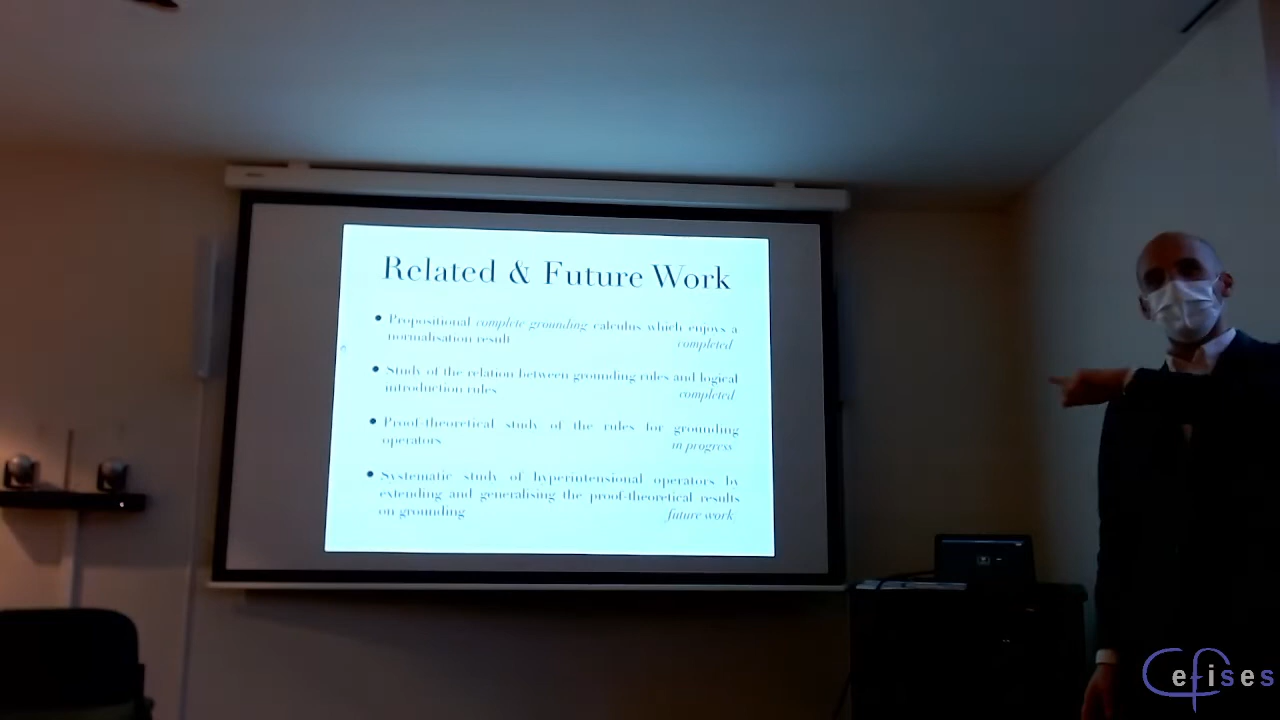 Related & Future Work
• Propositional complete grounding calculus which enjoys a
normalisation result completed
• Study of the relation between grounding rules and logical
introduction rules completed
• Proof-theoretical study of the rules for grounding
operators in progress
• Systematic study of hyperintensional operators by
extending and generalising the proof-theoretical results
on grounding future work
Cefises